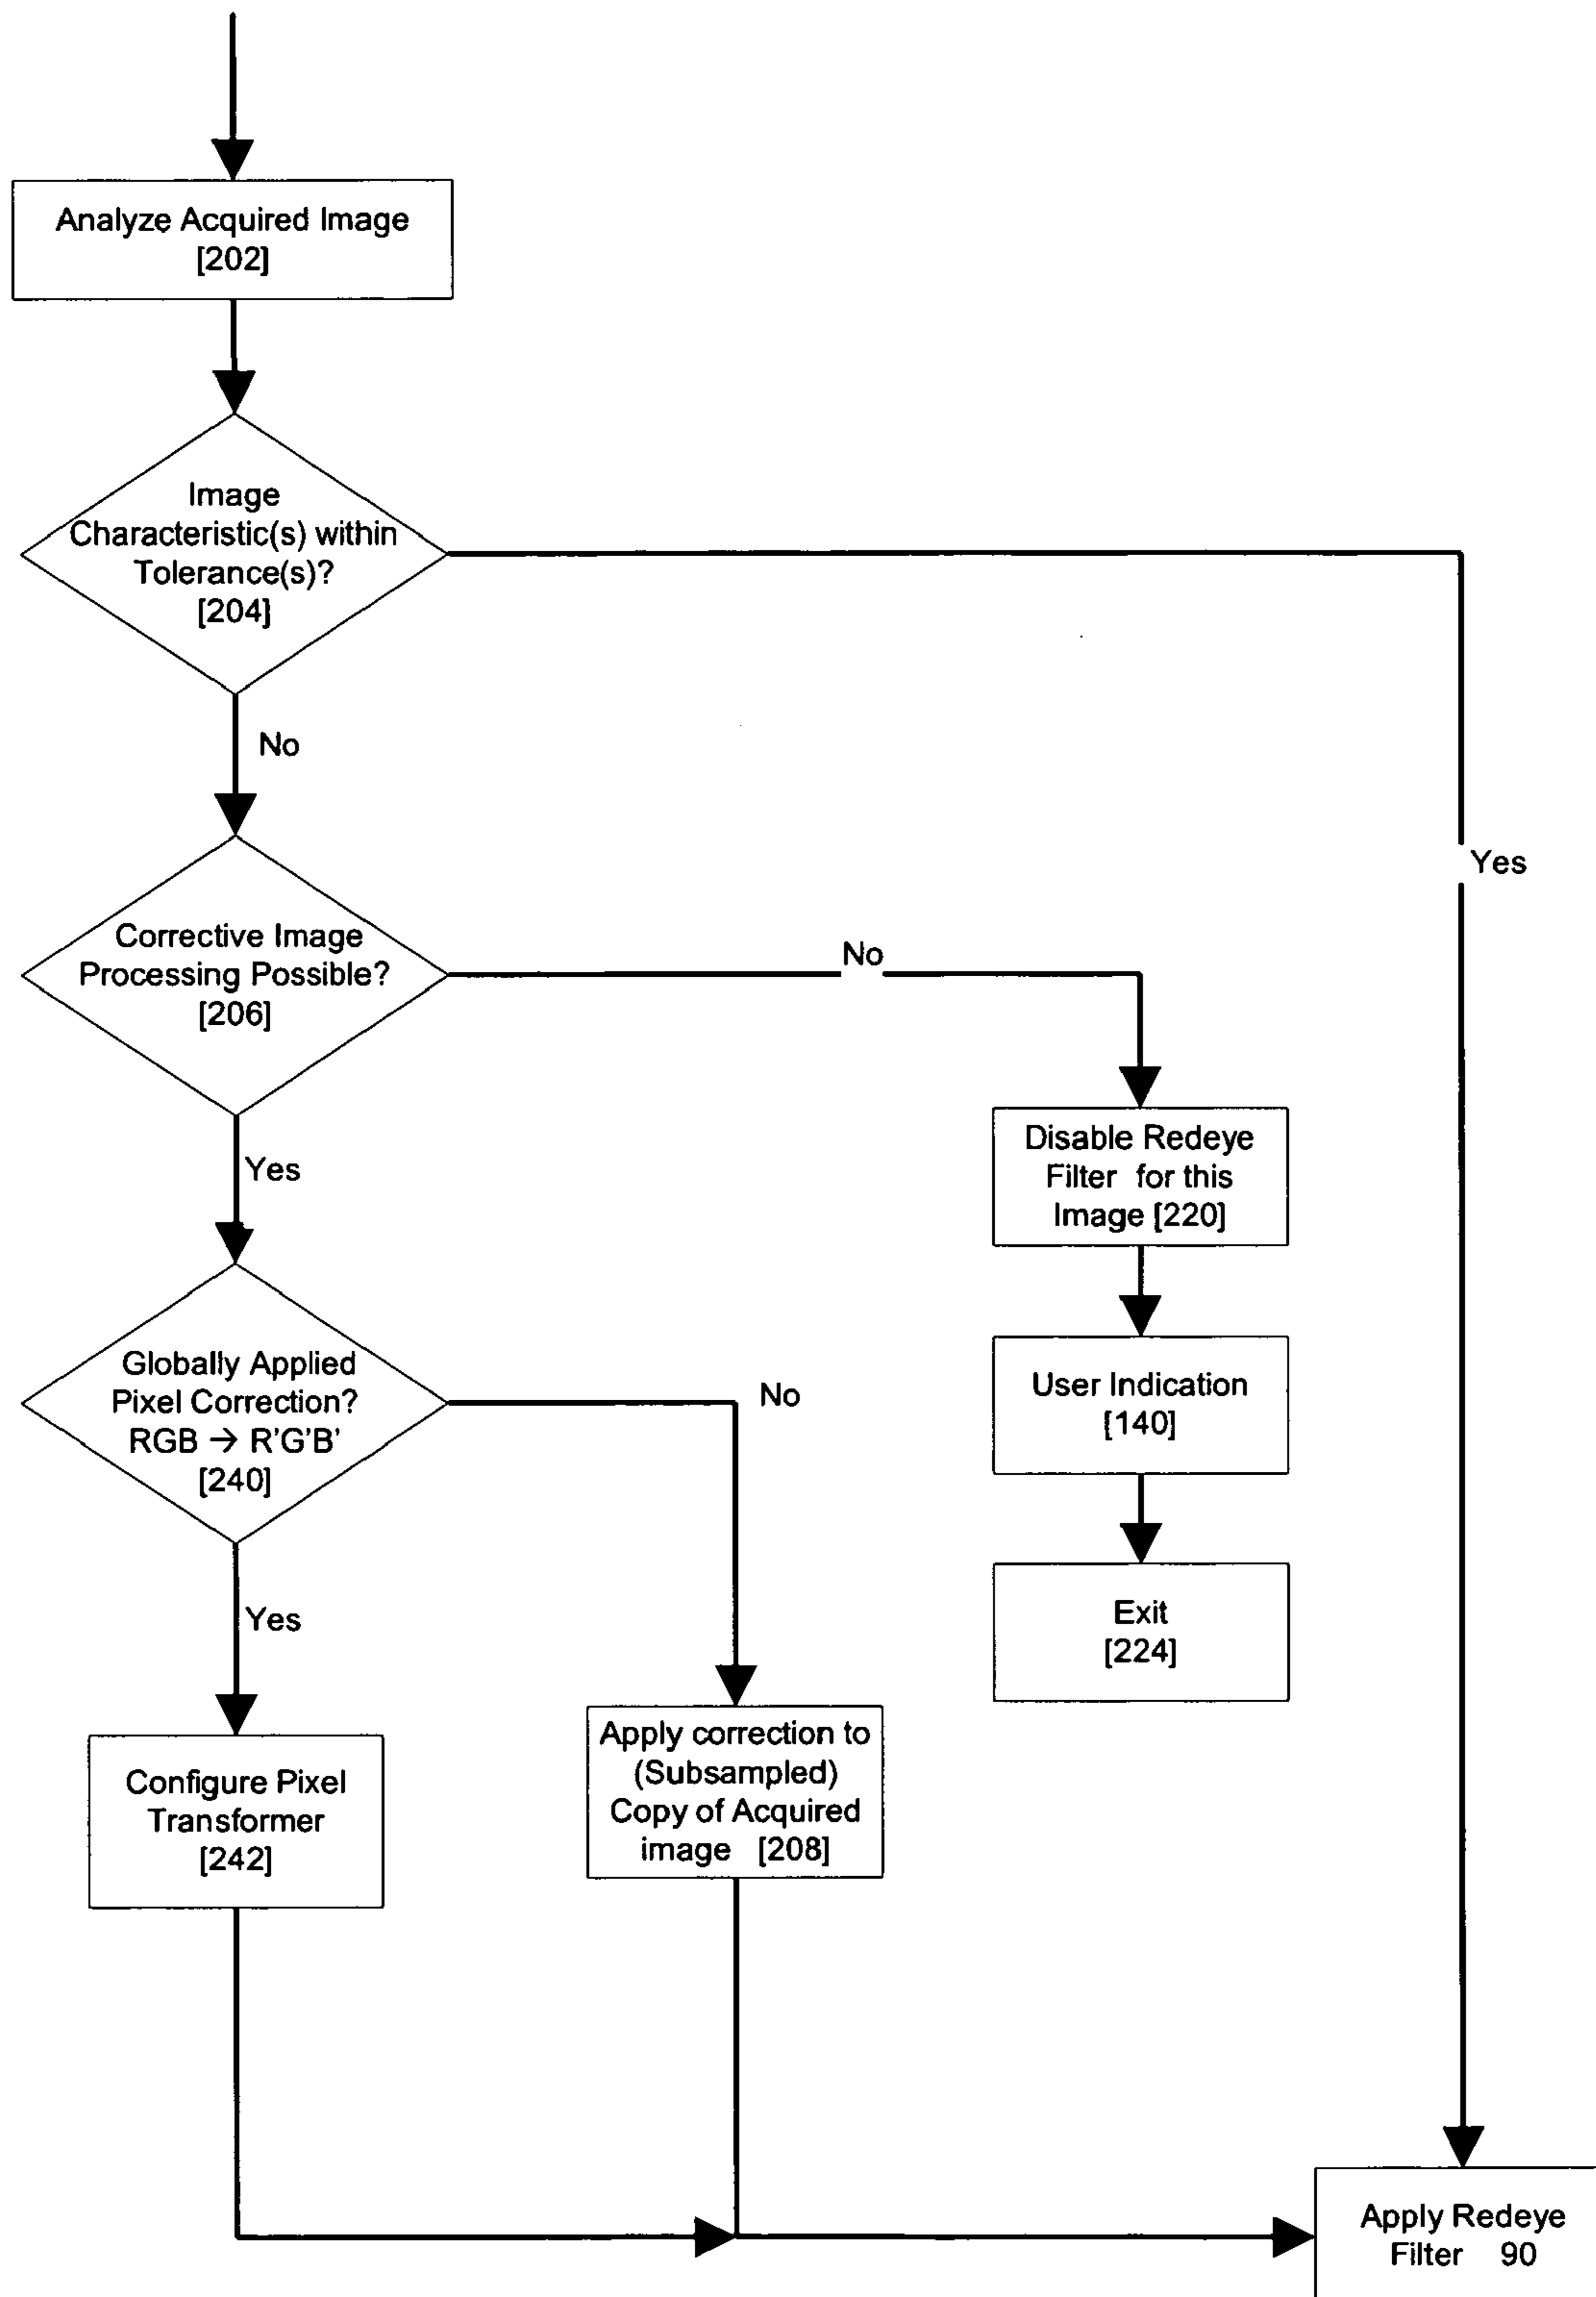 Analyze Acquired Image
[202]
Image
Characteristic(s) within
Tolerance(s)?
[204]
No
Yes
Corrective Image
Processing Possible?
[206]
No
Yes
Disable Redeye
Filter for this
Image [220]
User Indication
[140]
Exit
[224]
Globally Applied
Pixel Correction?
RGB → R'G'B'
[240]
No
Yes
Configure Pixel
Transformer
[242]
Apply correction to
(Subsampled)
Copy of Acquired
image [208]
Apply Redeye
Filter 90